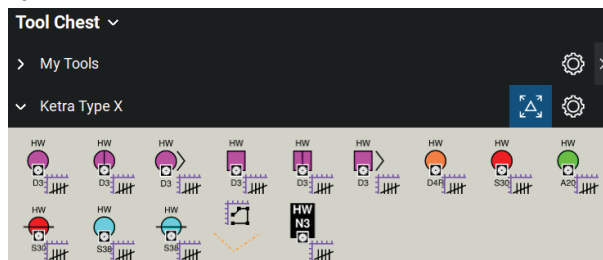 Tool Chest
My Tools
Ketra Type X
HW HW HW HW HW HW HW HW HW
D3 D3 D3 D3 D3 D3 D4R S30 A20
HW HW HW HW
N3
S30 S38 S38